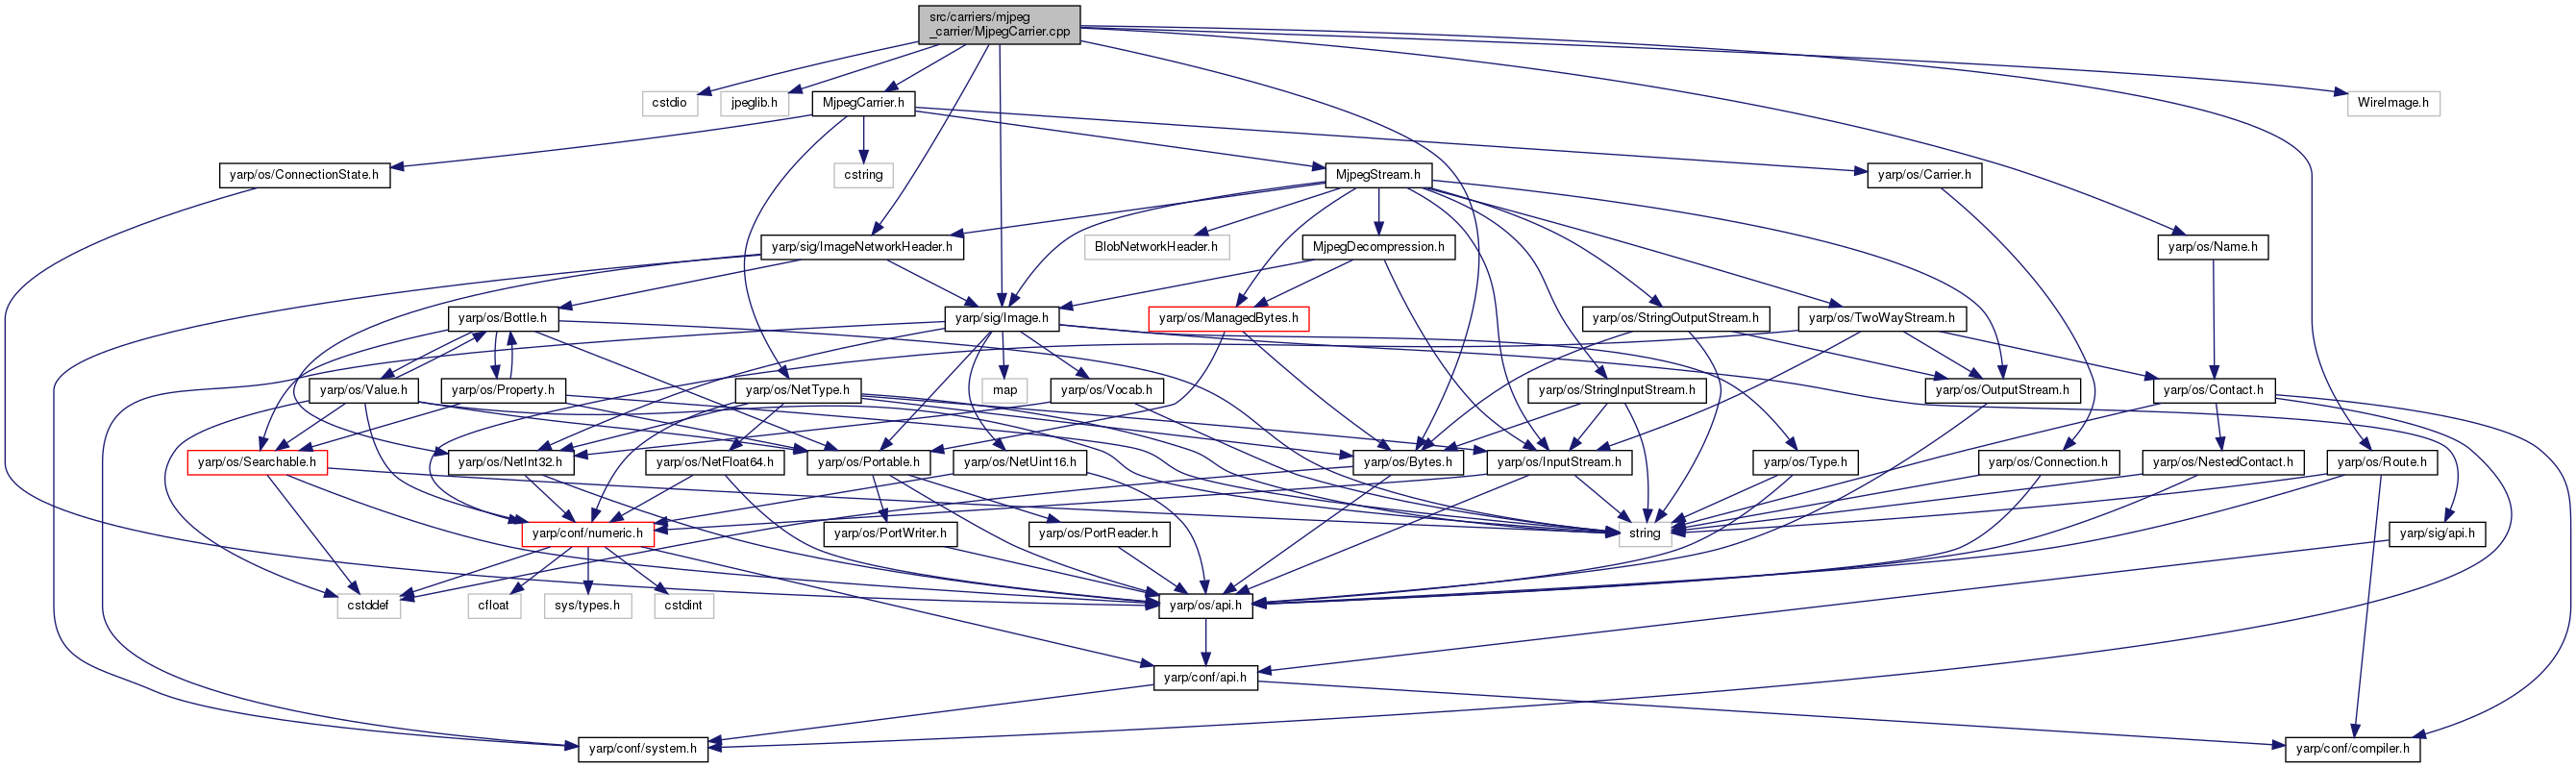 src/carriers/mjpeg
_carrier/MjpegCarrier.cpp
cstdio
jpeglib.h
MjpegCarrier.h
WireImage.h
yarp/os/ConnectionState.h
cstring
MjpegStream.h
yarp/os/Carrier.h
yarp/sig/ImageNetworkHeader.h
BlobNetworkHeader.h
MjpegDecompression.h
yarp/os/Name.h
yarp/os/Bottle.h
yarp/sig/Image.h
yarp/os/ManagedBytes.h
yarp/os/StringOutputStream.h
yarp/os/TwoWayStream.h
yarp/os/Value.h
yarp/os/Property.h
yarp/os/NetType.h
map
yarp/os/Vocab.h
yarp/os/StringInputStream.h
yarp/os/OutputStream.h
yarp/os/Contact.h
yarp/os/Searchable.h
yarp/os/NetInt32.h
yarp/os/NetFloat64.h
yarp/os/Portable.h
yarp/os/NetUint16.h
yarp/os/Bytes.h
yarp/os/InputStream.h
yarp/os/Type.h
yarp/os/Connection.h
yarp/os/NestedContact.h
yarp/os/Route.h
yarp/conf/numeric.h
yarp/os/PortWriter.h
yarp/os/PortReader.h
string
yarp/sig/api.h
cstddef
cfloat
sys/types.h
cstdint
yarp/os/api.h
yarp/conf/api.h
yarp/conf/system.h
yarp/conf/compiler.h